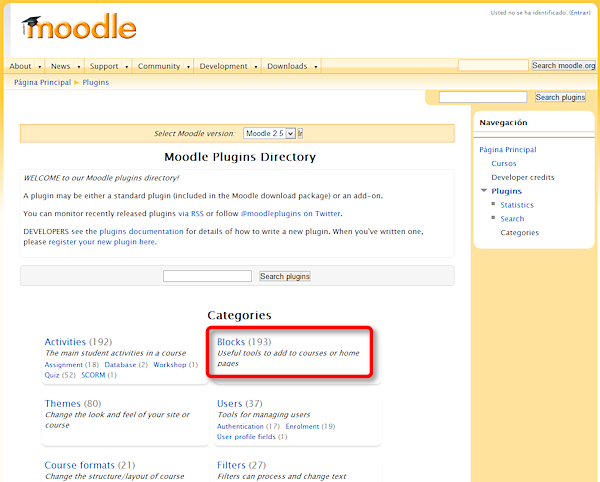 Usted no se ha identificado. (Entrar)
moodle
About News Support Community Development Downloads Search moodle.org
Página Principal ► Plugins
Search plugins
Select Moodle version: Moodle 2.5 Ir
Moodle Plugins Directory
WELCOME to our Moodle plugins directory!
A plugin may be either a standard plugin (included in the Moodle download package) or an add-on.
You can monitor recently released plugins via RSS or follow @moodleplugins on Twitter.
DEVELOPERS see the plugins documentation for details of how to write a new plugin. When you've written one,
please register your new plugin here.
Search plugins
Categories
Activities (192)
The main student activities in a course
Assignment (18) Database (2) Workshop (1)
Quiz (52) SCORM (1)
Blocks (193)
Useful tools to add to courses or home
pages
Themes (80)
Change the look and feel of your site or
course
Users (37)
Tools for managing users
Authentication (17) Enrolment (19)
User profile fields (1)
Course formats (21)
Change the structure/layout of course
Filters (27)
Filters can process and change text
Navegación
Página Principal
Cursos
Developer credits
Plugins
Statistics
Search
Categories